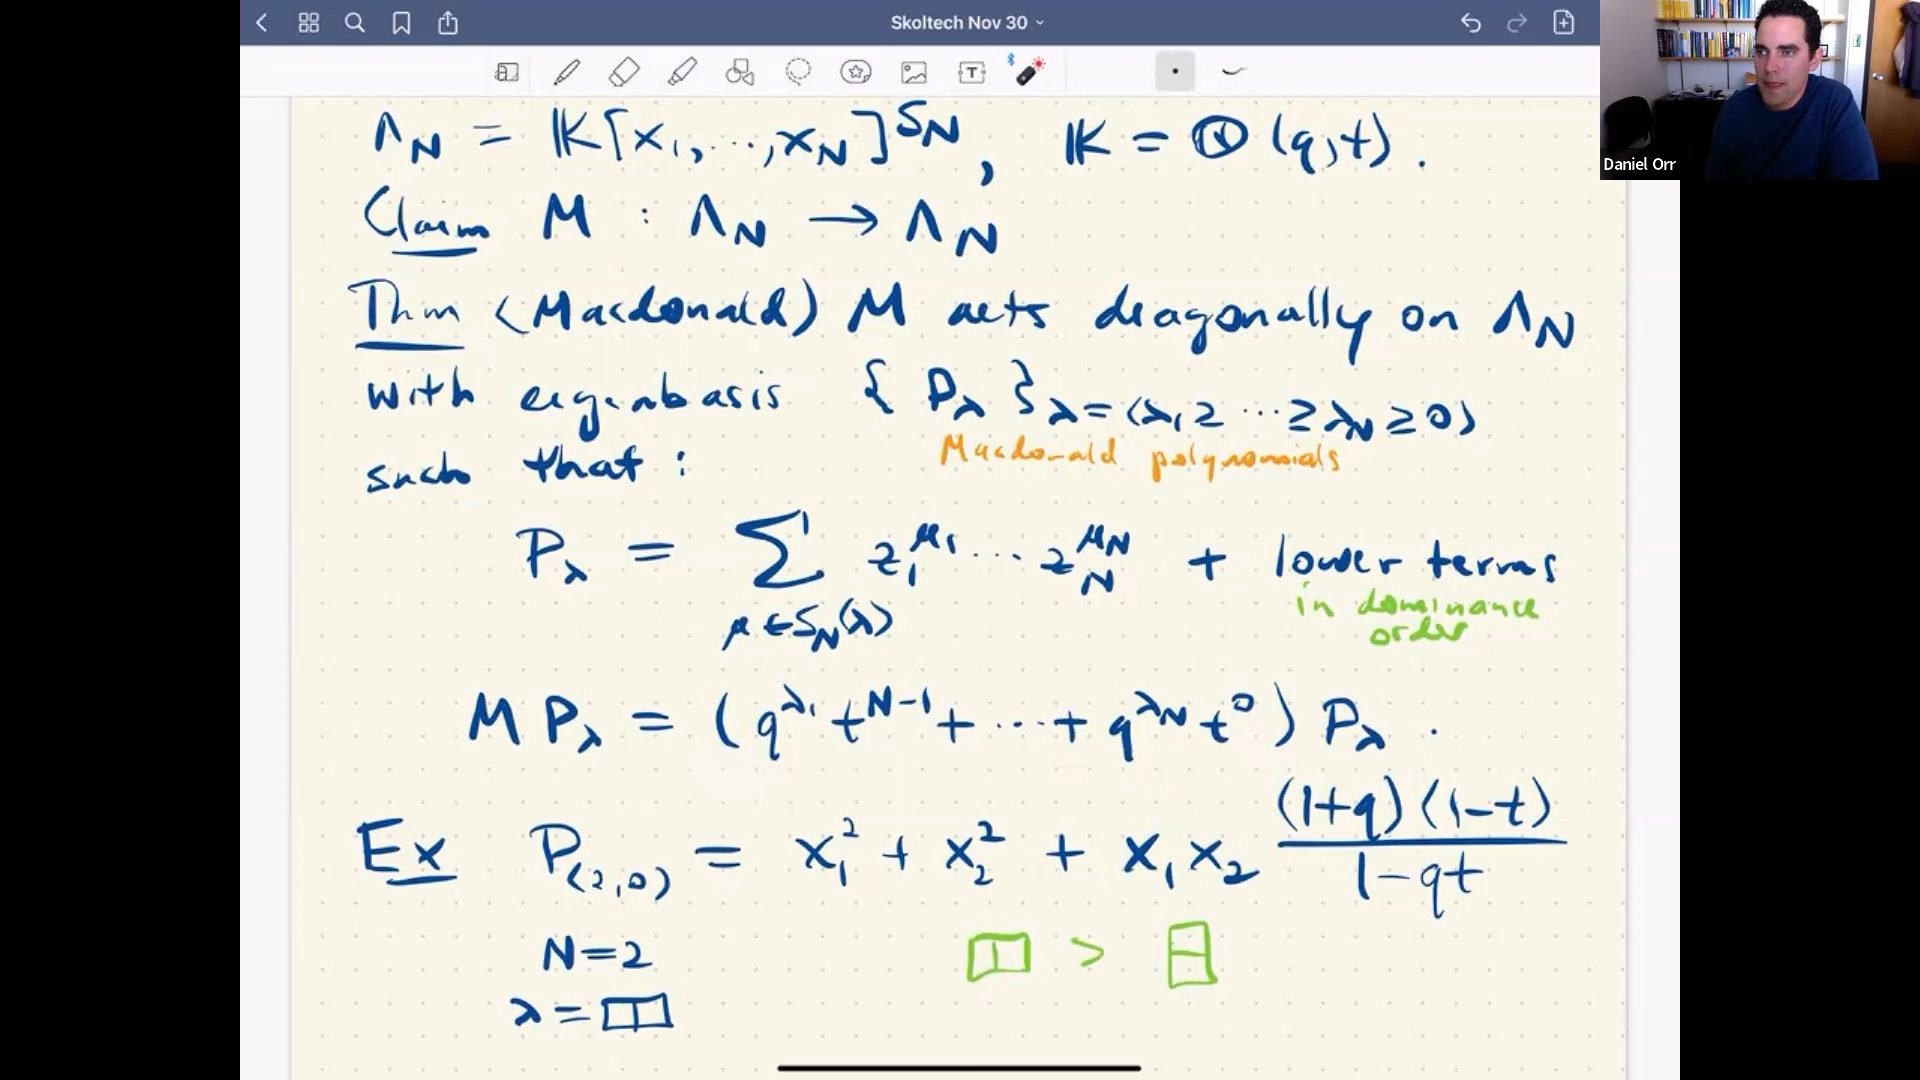 Skoltech Nov 30
Daniel Orr
Λ_N = 𝕂[x_1, ..., x_N]^{S_N}, 𝕂 = ℚ(q,t).
Claim M : Λ_N → Λ_N
Thm (Macdonald) M acts diagonally on Λ_N
with eigenbasis { P_λ }_{λ = (λ_1 ≥ ... ≥ λ_N ≥ 0)}
Macdonald polynomials
such that :
P_λ = Σ_{μ ∈ S_N(λ)} z_1^{μ_1} ... z_N^{μ_N} + lower terms
in dominance
order
M P_λ = (q^{λ_1} t^{N-1} + ... + q^{λ_N} t^0) P_λ .
Ex P_{(2,0)} = x_1^2 + x_2^2 + x_1 x_2 (1+q)(1-t) / 1-qt
N = 2
>
λ =